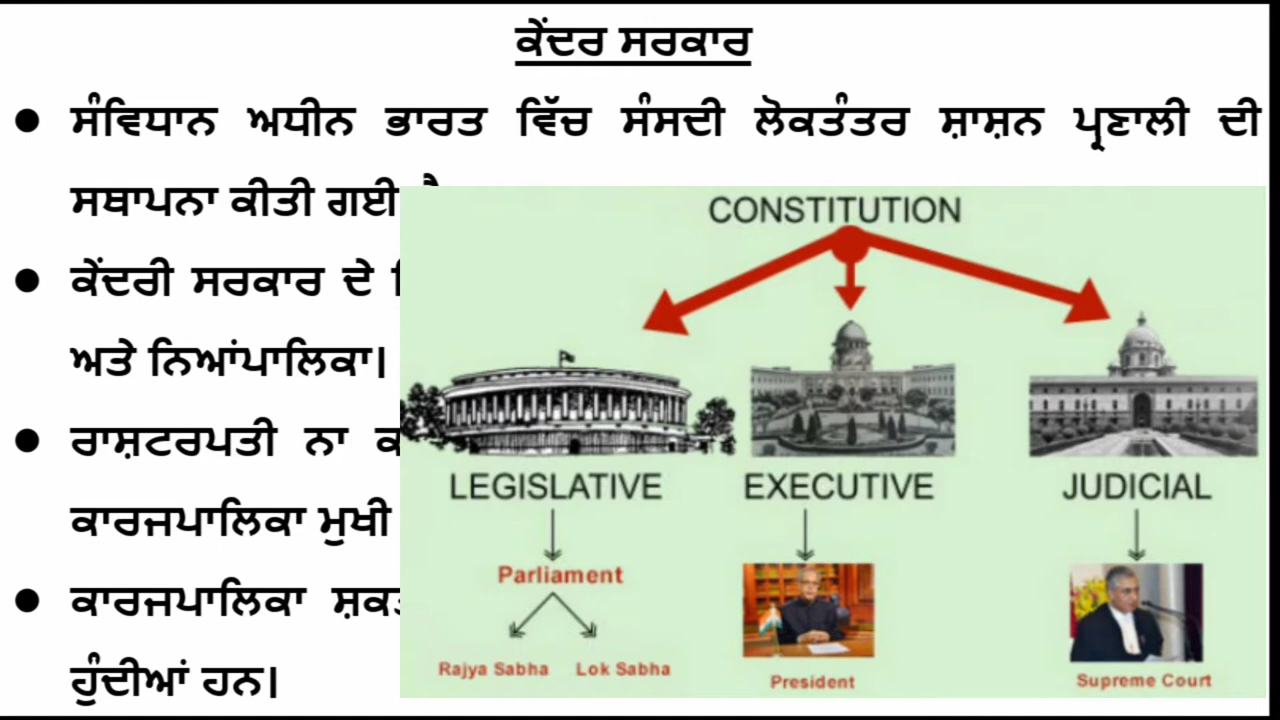 ਕੇਂਦਰ ਸਰਕਾਰ
● ਸੰਵਿਧਾਨ ਅਧੀਨ ਭਾਰਤ ਵਿੱਚ ਸੰਸਦੀ ਲੋਕਤੰਤਰ ਸ਼ਾਸ਼ਨ ਪ੍ਰਣਾਲੀ ਦੀ
ਸਥਾਪਨਾ ਕੀਤੀ ਗਈ
● ਕੇਂਦਰੀ ਸਰਕਾਰ ਦੇ
ਅਤੇ ਨਿਆਂਪਾਲਿਕਾ।
● ਰਾਸ਼ਟਰਪਤੀ ਨਾ
ਕਾਰਜਪਾਲਿਕਾ ਮੁਖੀ
● ਕਾਰਜਪਾਲਿਕਾ
ਹੁੰਦੀਆਂ ਹਨ।
CONSTITUTION
LEGISLATIVE EXECUTIVE JUDICIAL
Parliament
Rajya Sabha Lok Sabha President Supreme Court